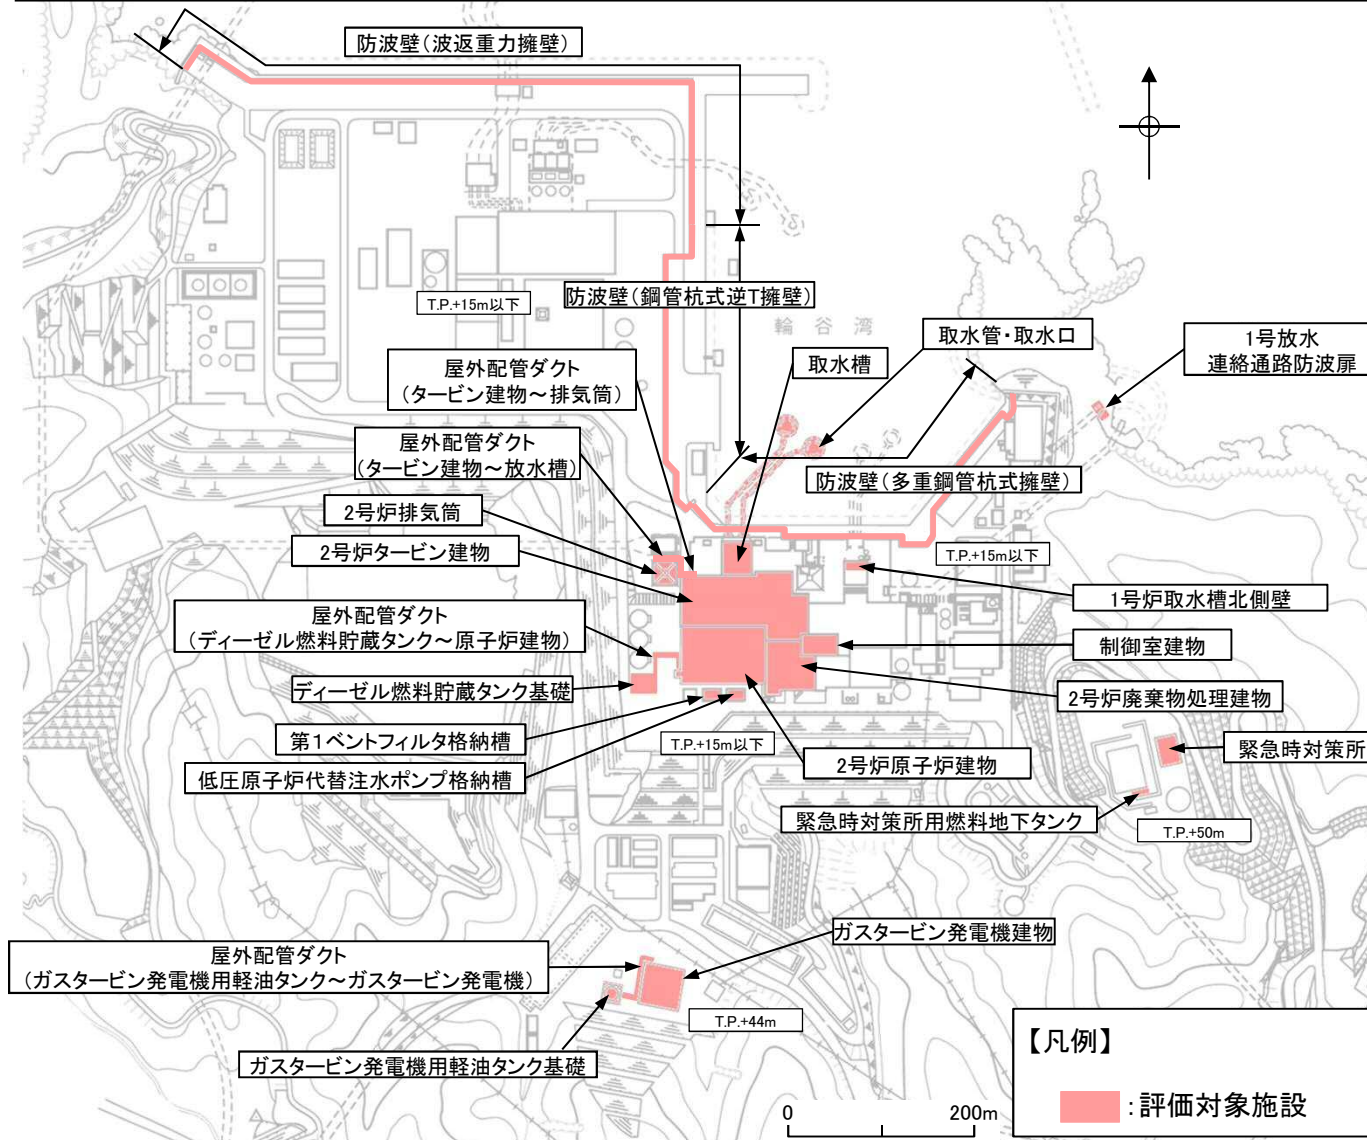 防波壁(波返重力擁壁)
防波壁(鋼管杭式逆T擁壁)
T.P.+15m以下
輪谷湾
取水管・取水口
1号放水
連絡通路防波扉
取水槽
屋外配管ダクト
(タービン建物～排気筒)
屋外配管ダクト
(タービン建物～放水槽)
防波壁(多重鋼管杭式擁壁)
2号炉排気筒
2号炉タービン建物
T.P.+15m以下
1号炉取水槽北側壁
屋外配管ダクト
(ディーゼル燃料貯蔵タンク～原子炉建物)
制御室建物
ディーゼル燃料貯蔵タンク基礎
2号炉廃棄物処理建物
第1ベントフィルタ格納槽
T.P.+15m以下
2号炉原子炉建物
緊急時対策所
低圧原子炉代替注水ポンプ格納槽
緊急時対策所用燃料地下タンク
T.P.+50m
ガスタービン発電機建物
屋外配管ダクト
(ガスタービン発電機用軽油タンク～ガスタービン発電機)
T.P.+44m
ガスタービン発電機用軽油タンク基礎
【凡例】
:評価対象施設
0 200m